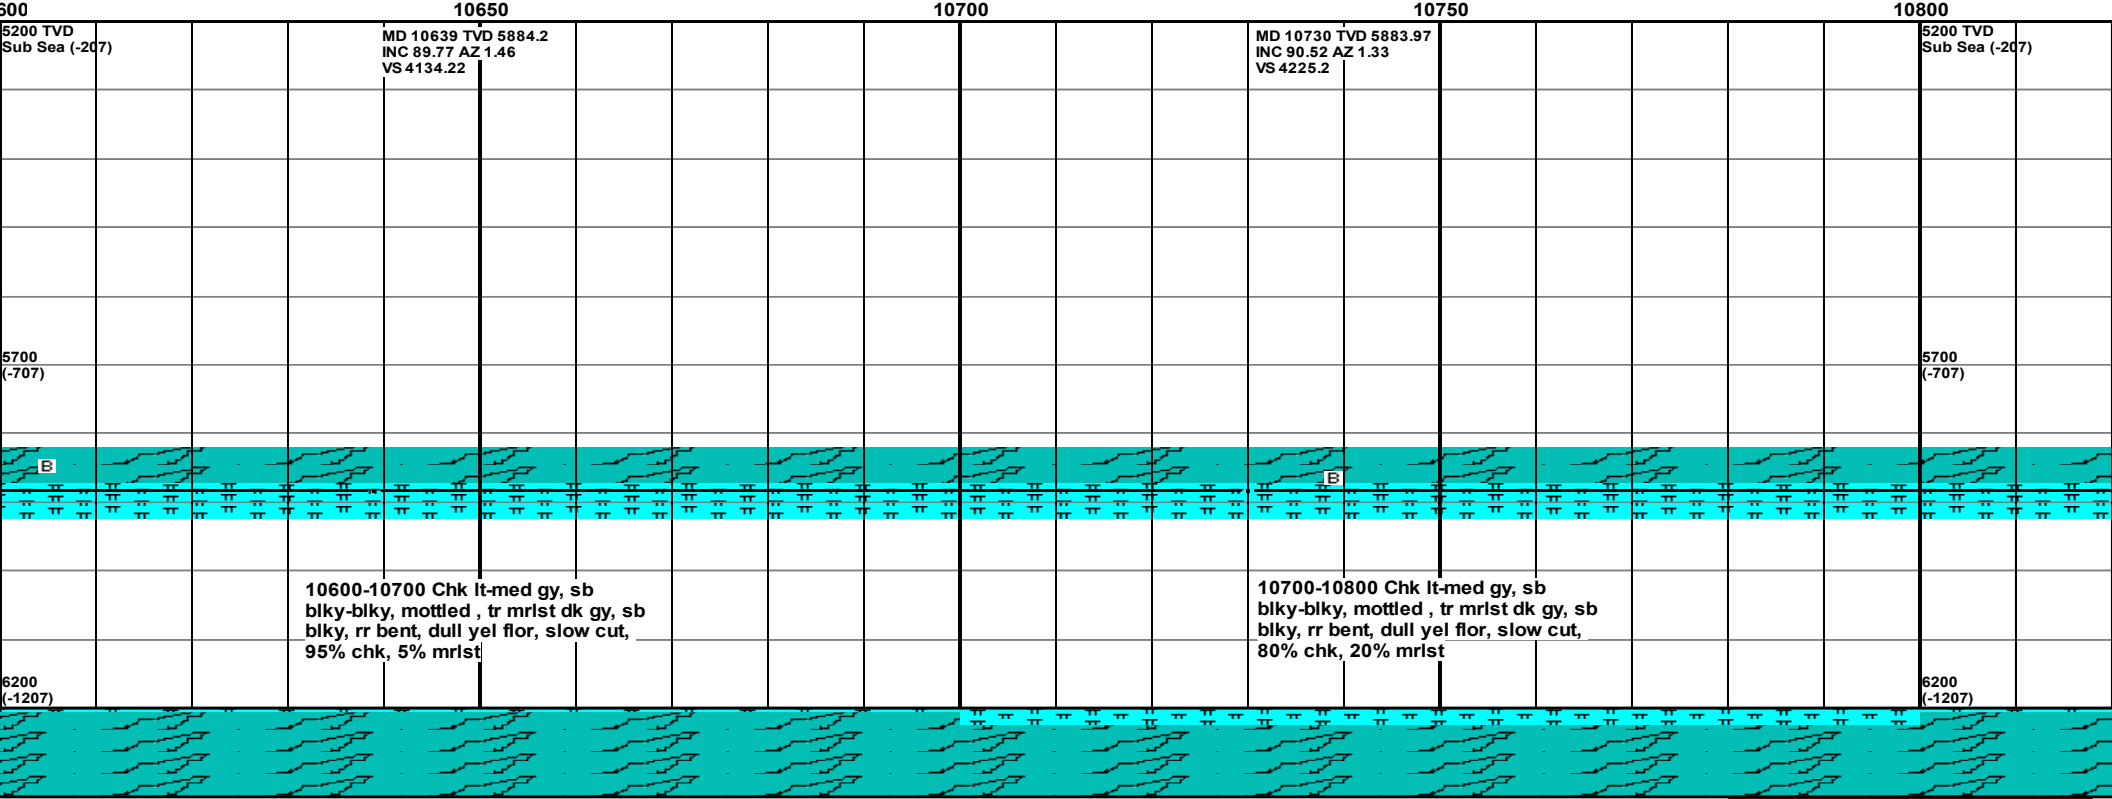 600 10650 10700 10750 10800
5200 TVD
Sub Sea (-207)
MD 10639 TVD 5884.2
INC 89.77 AZ 1.46
VS 4134.22
MD 10730 TVD 5883.97
INC 90.52 AZ 1.33
VS 4225.2
5200 TVD
Sub Sea (-207)
5700
(-707)
5700
(-707)
B
B
10600-10700 Chk lt-med gy, sb
blky-blky, mottled , tr mrlst dk gy, sb
blky, rr bent, dull yel flor, slow cut,
95% chk, 5% mrlst
10700-10800 Chk lt-med gy, sb
blky-blky, mottled , tr mrlst dk gy, sb
blky, rr bent, dull yel flor, slow cut,
80% chk, 20% mrlst
6200
(-1207)
6200
(-1207)